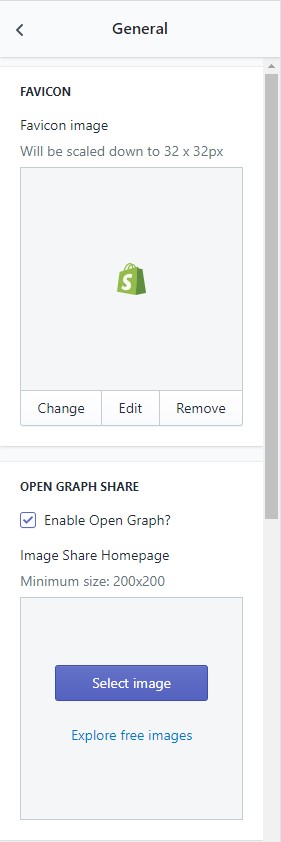 General
FAVICON
Favicon image
Will be scaled down to 32 x 32px
S
Change Edit Remove
OPEN GRAPH SHARE
Enable Open Graph?
Image Share Homepage
Minimum size: 200x200
Select image
Explore free images